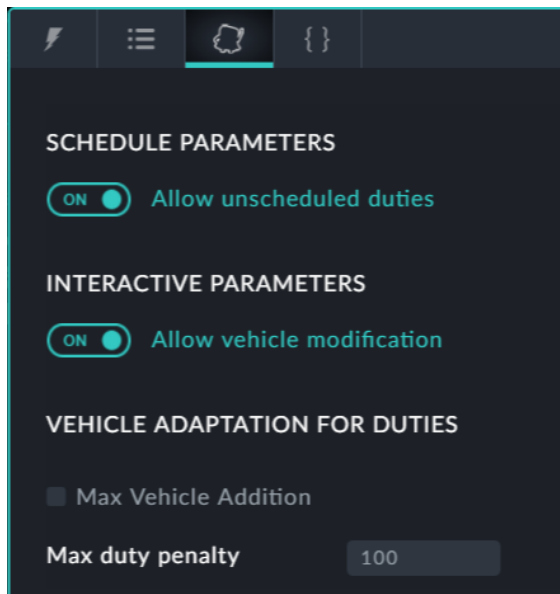 { }
SCHEDULE PARAMETERS
ON Allow unscheduled duties
INTERACTIVE PARAMETERS
ON Allow vehicle modification
VEHICLE ADAPTATION FOR DUTIES
Max Vehicle Addition
Max duty penalty 100